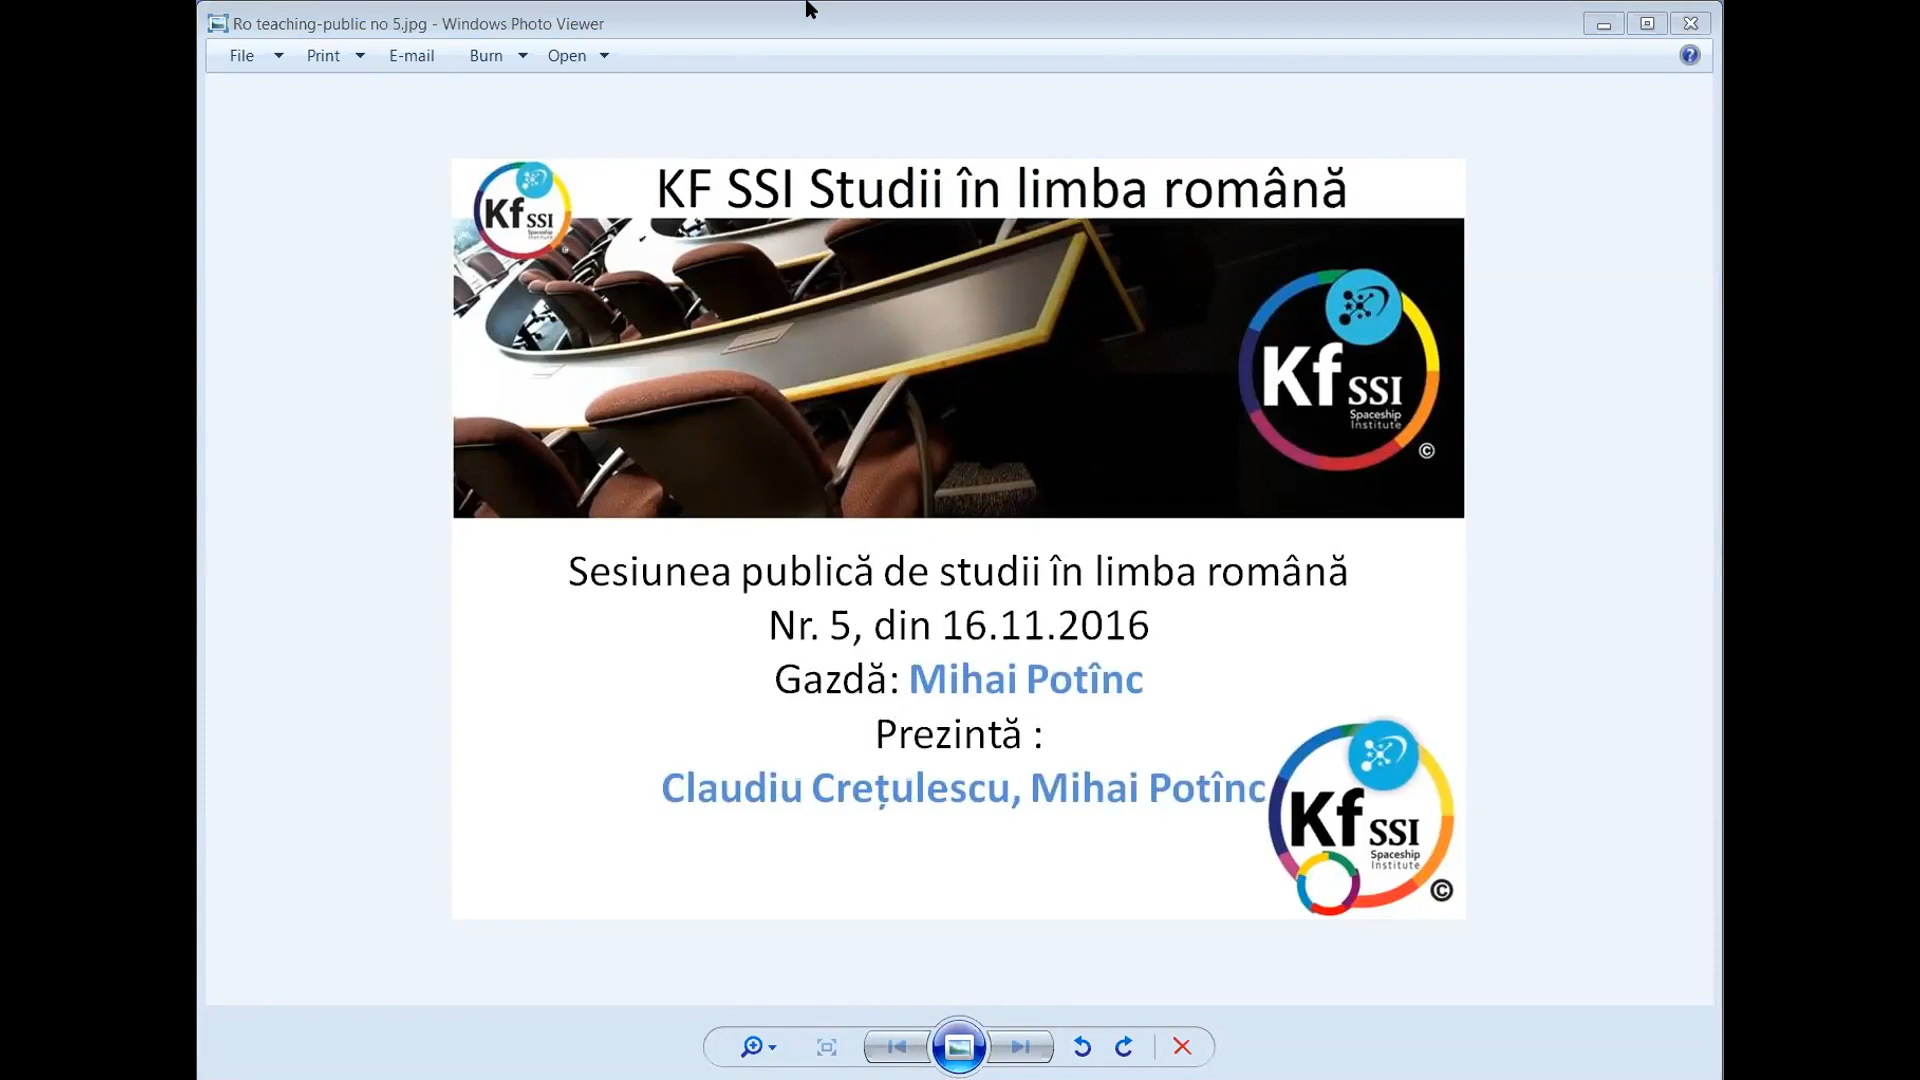 Ro teaching-public no 5.jpg - Windows Photo Viewer
File Print E-mail Burn Open
KF SSI Studii în limba română
Kf SSI
Spaceship
Institute
©
Kf SSI
Spaceship
Institute
©
Sesiunea publică de studii în limba română
Nr. 5, din 16.11.2016
Gazdă: Mihai Potînc
Prezintă :
Claudiu Crețulescu, Mihai Potînc
Kf SSI
Spaceship
Institute
©